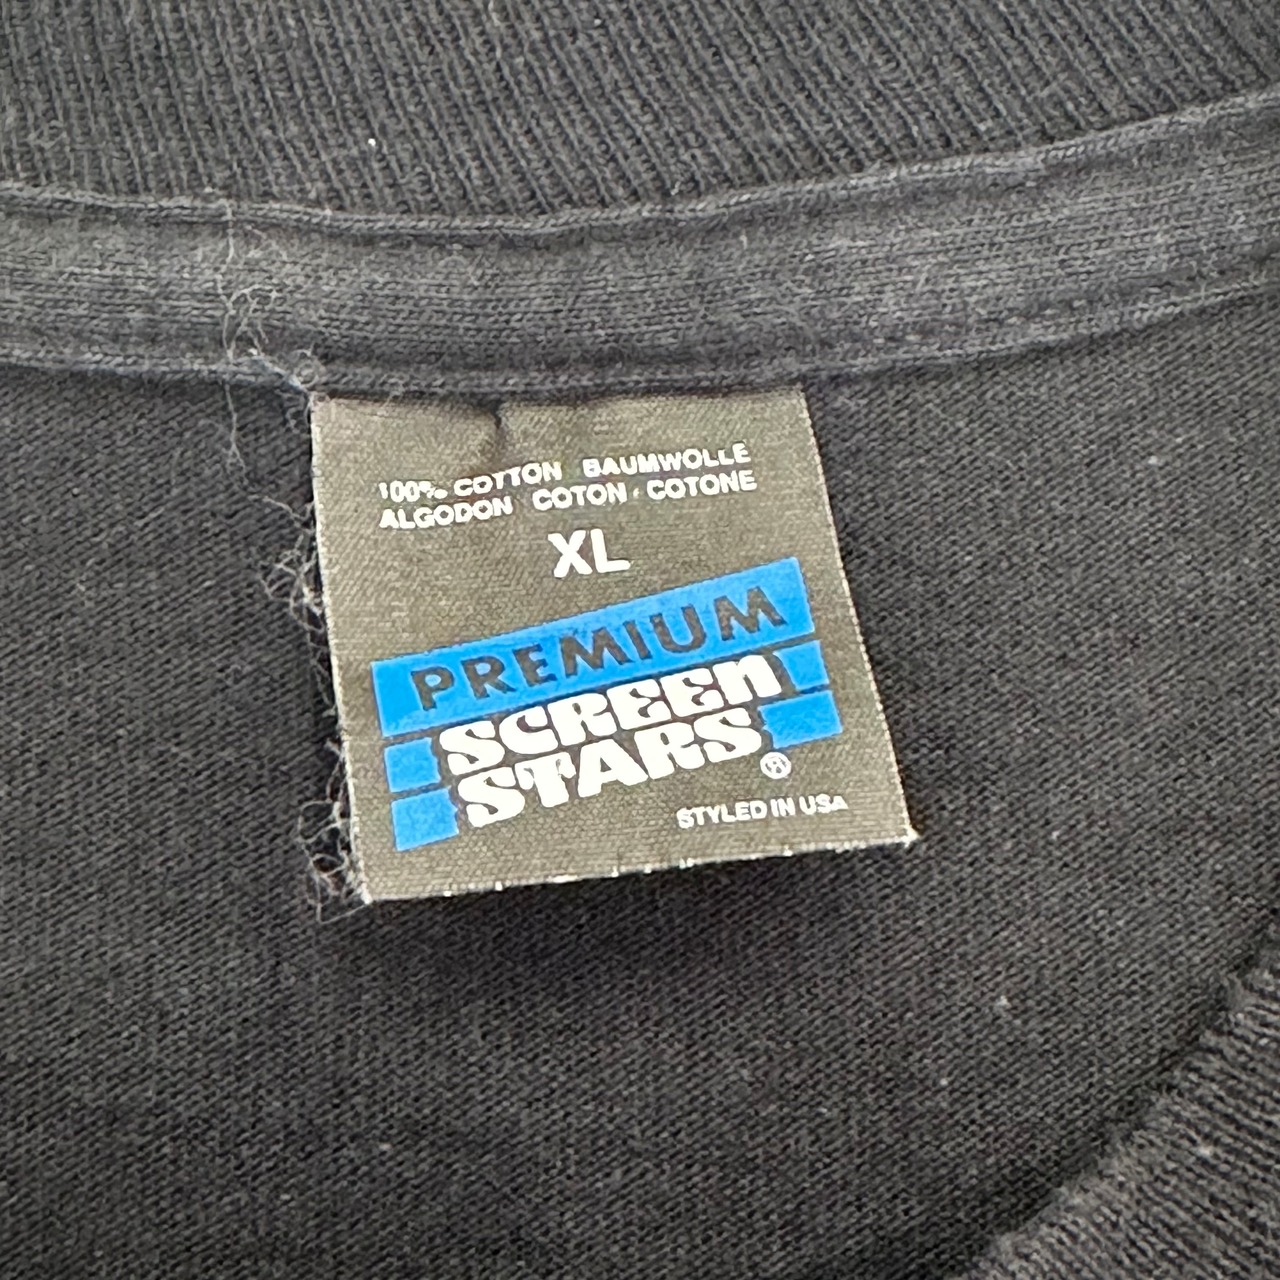 100% COTTON BAUMWOLLE
ALGODON COTON · COTONE
XL
PREMIUM
SCREEN
STARS®
STYLED IN USA